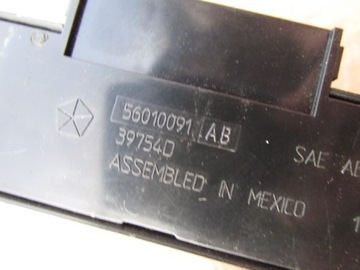 56010091 AB
39754D
ASSEMBLED IN MEXICO
SAE